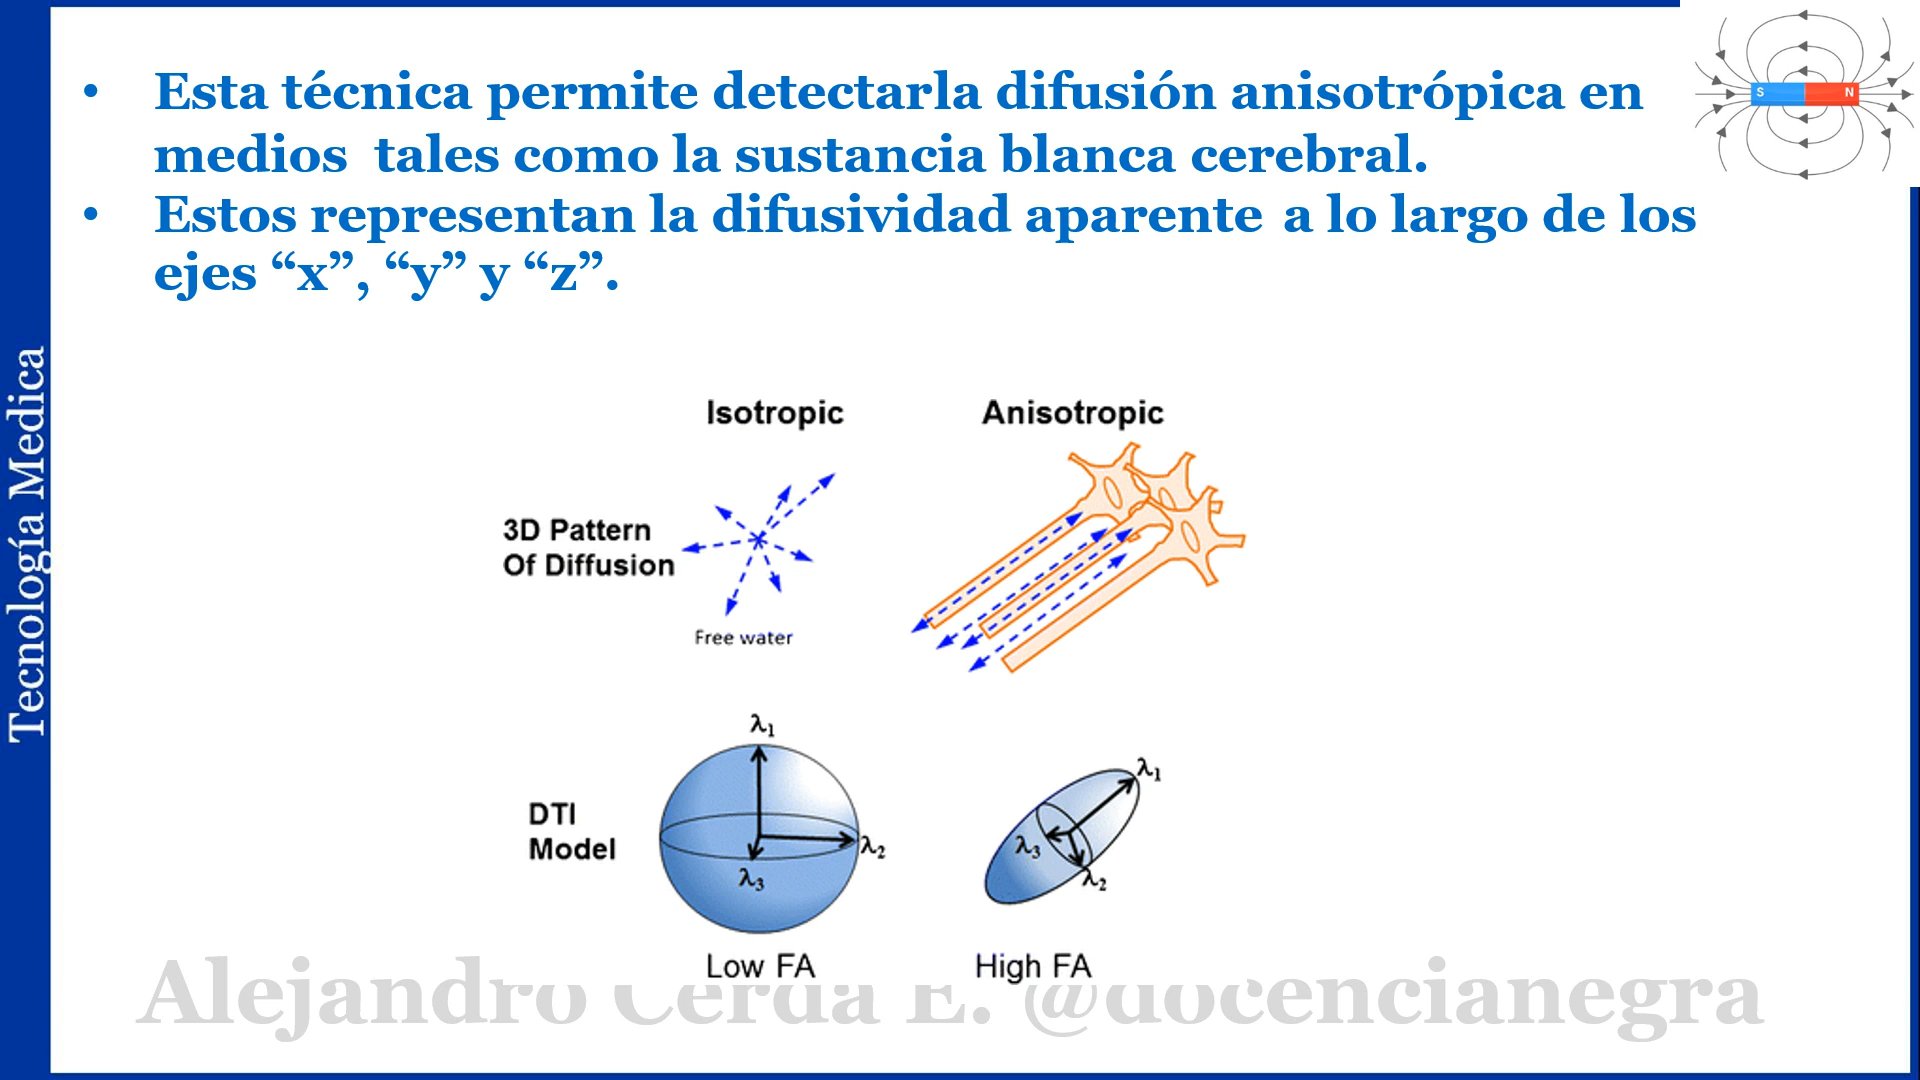 • Esta técnica permite detectarla difusión anisotrópica en
medios tales como la sustancia blanca cerebral.
• Estos representan la difusividad aparente a lo largo de los
ejes “x”, “y” y “z”.
S N
Tecnología Medica
Isotropic Anisotropic
3D Pattern
Of Diffusion
Free water
λ1
λ2
λ3
λ1
λ3
λ2
DTI
Model
Low FA High FA
Alejandro Cerda E. @docencianegra